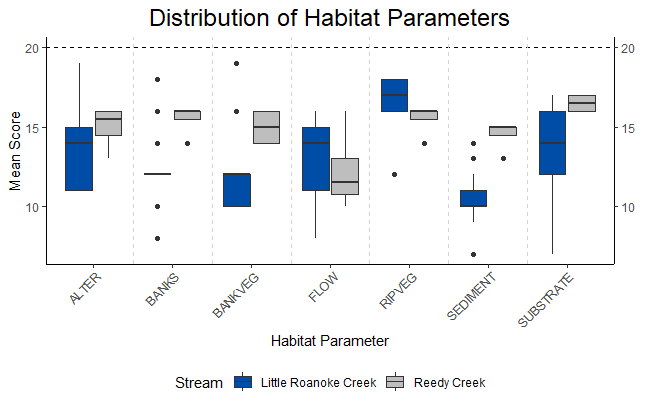 Distribution of Habitat Parameters
20
15
10
20
15
10
Mean Score
ALTER
BANKS
BANKVEG
FLOW
RIPVEG
SEDIMENT
SUBSTRATE
Habitat Parameter
Stream Little Roanoke Creek Reedy Creek